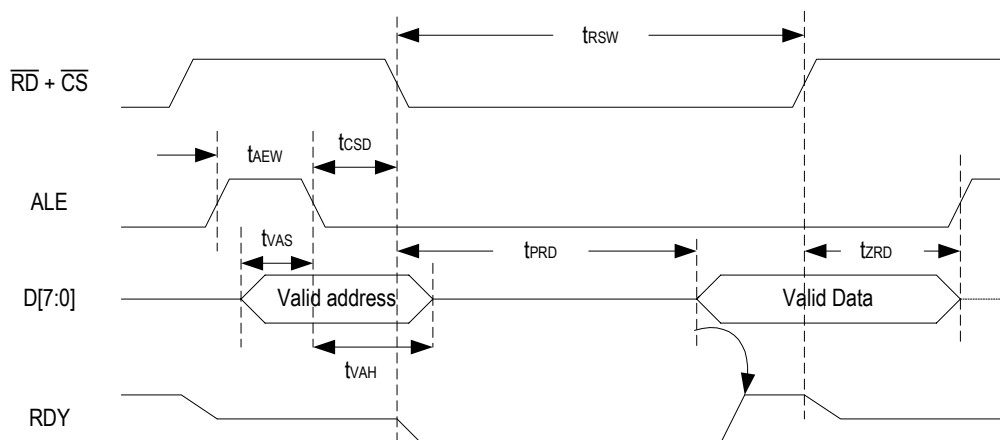 tRSW
RD + CS
tAEW
tCSD
ALE
tVAS
tPRD
tZRD
D[7:0]
Valid address
Valid Data
tVAH
RDY